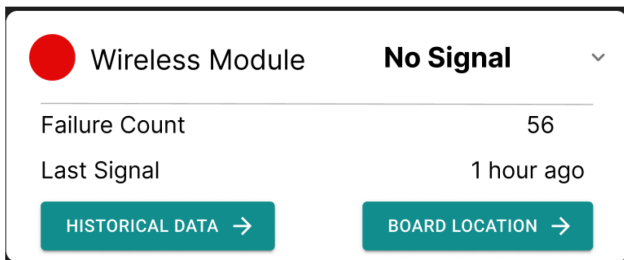 Wireless Module No Signal
Failure Count 56
Last Signal 1 hour ago
HISTORICAL DATA → BOARD LOCATION →